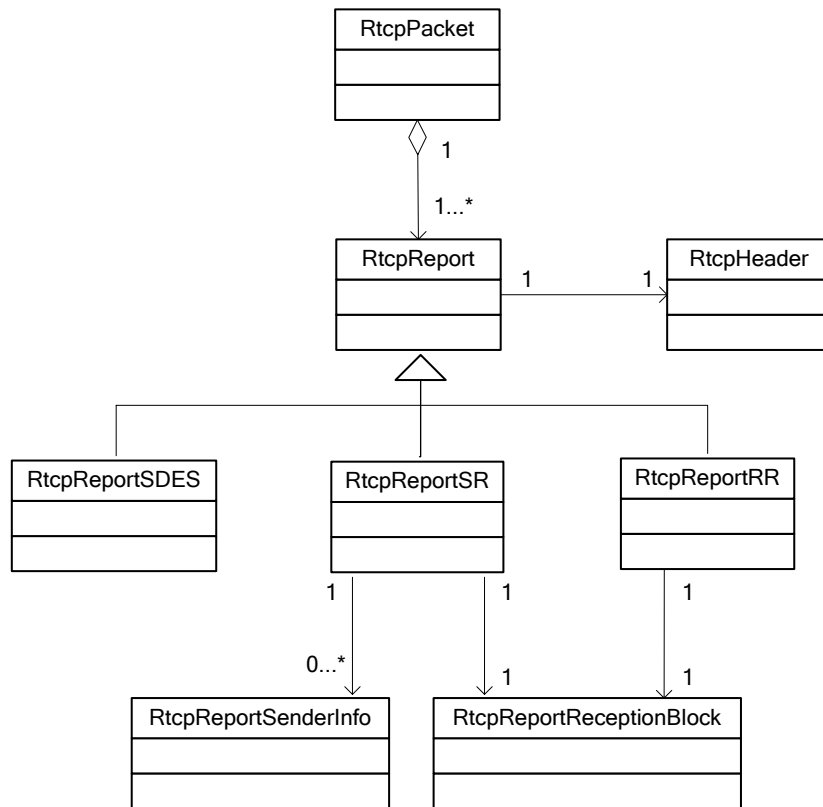 RtcpPacket
1
1...*
RtcpReport
RtcpHeader
1
1
RtcpReportSDES
RtcpReportSR
RtcpReportRR
1
1
1
0...*
1
1
RtcpReportSenderInfo
RtcpReportReceptionBlock